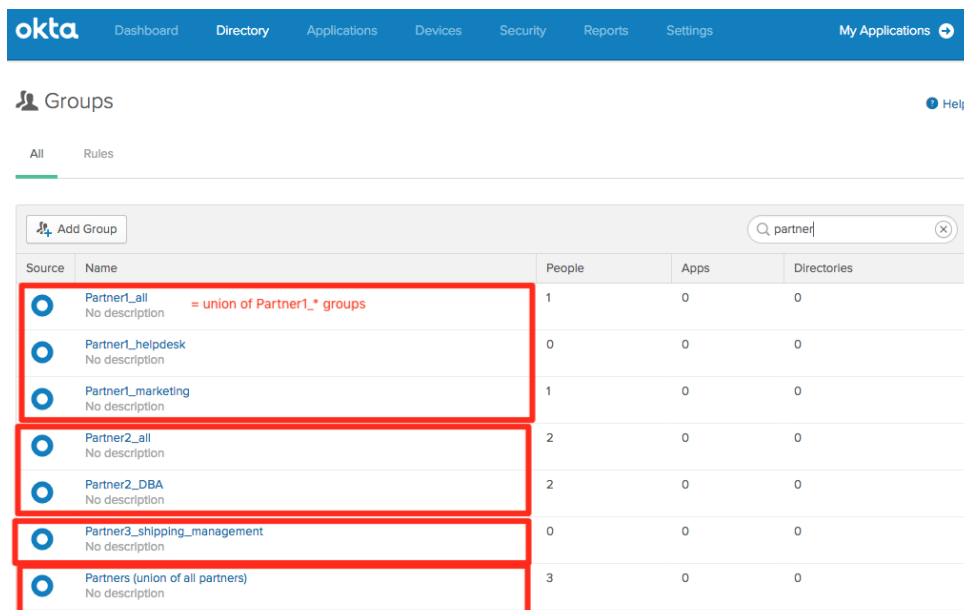 okta Dashboard Directory Applications Devices Security Reports Settings My Applications
Groups
Help
All Rules
Add Group partner
Source Name People Apps Directories
Partner1_all = union of Partner1_* groups 1 0 0
No description
Partner1_helpdesk 0 0 0
No description
Partner1_marketing 1 0 0
No description
Partner2_all 2 0 0
No description
Partner2_DBA 2 0 0
No description
Partner3_shipping_management 0 0 0
No description
Partners (union of all partners) 3 0 0
No description